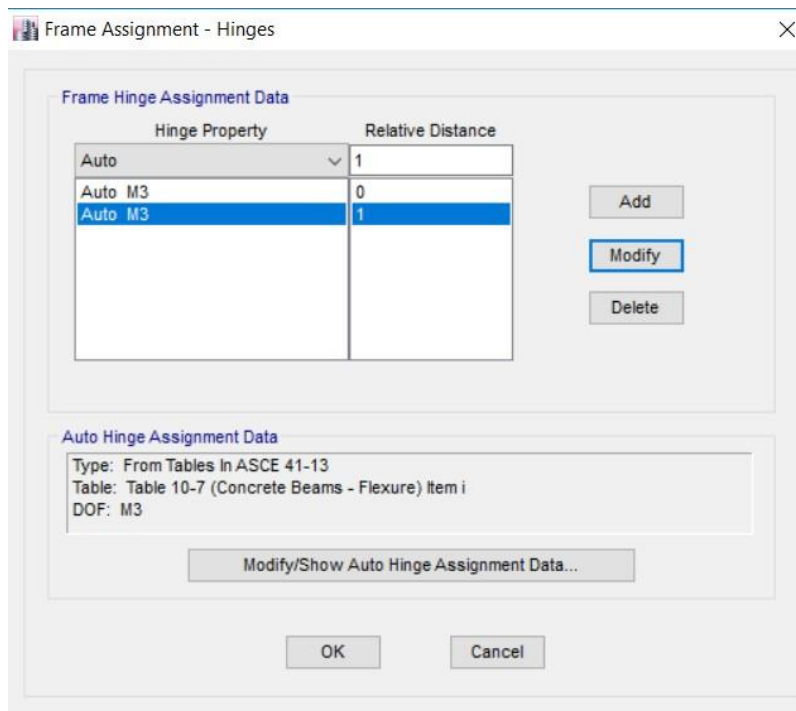 Frame Assignment - Hinges
Frame Hinge Assignment Data
Hinge Property Relative Distance
Auto 1
Auto M3 0
Auto M3 1
Add
Modify
Delete
Auto Hinge Assignment Data
Type: From Tables In ASCE 41-13
Table: Table 10-7 (Concrete Beams - Flexure) Item i
DOF: M3
Modify/Show Auto Hinge Assignment Data...
OK Cancel